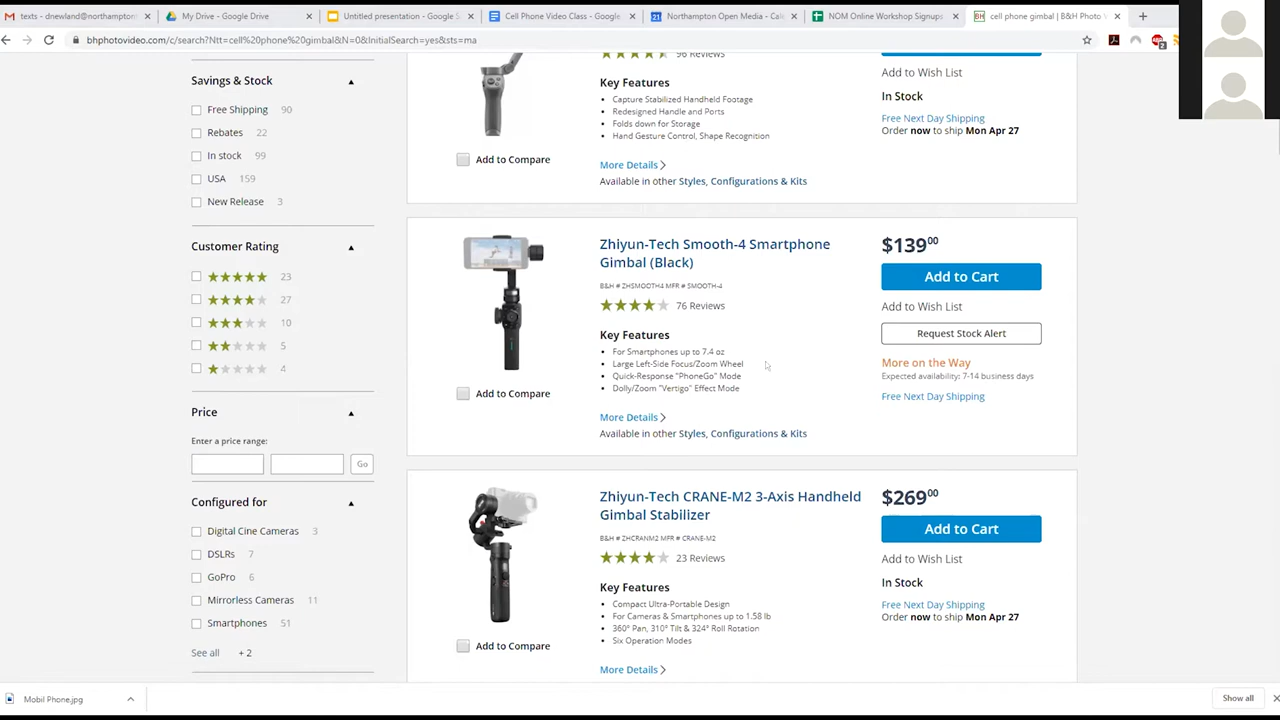 texts - dnewland@northampton
My Drive - Google Drive
Untitled presentation - Google S
Cell Phone Video Class - Google
Northampton Open Media - Cale
NOM Online Workshop Signups
cell phone gimbal | B&H Photo V
bhphotovideo.com/c/search?Ntt=cell%20phone%20gimbal&N=0&InitialSearch=yes&sts=ma
Savings & Stock
Free Shipping 90
Rebates 22
In stock 99
USA 159
New Release 3
Customer Rating
23
27
10
5
4
Price
Enter a price range:
Go
Configured for
Digital Cine Cameras 3
DSLRs 7
GoPro 6
Mirrorless Cameras 11
Smartphones 51
See all + 2
96 Reviews
Key Features
Capture Stabilized Handheld Footage
Redesigned Handle and Ports
Folds down for Storage
Hand Gesture Control, Shape Recognition
Add to Compare
More Details
Available in other Styles, Configurations & Kits
Add to Wish List
In Stock
Free Next Day Shipping
Order now to ship Mon Apr 27
Zhiyun-Tech Smooth-4 Smartphone
Gimbal (Black)
B&H # ZHSMOOTH4 MFR # SMOOTH-4
76 Reviews
Key Features
For Smartphones up to 7.4 oz
Large Left-Side Focus/Zoom Wheel
Quick-Response "PhoneGo" Mode
Dolly/Zoom "Vertigo" Effect Mode
Add to Compare
More Details
Available in other Styles, Configurations & Kits
$139.00
Add to Cart
Add to Wish List
Request Stock Alert
More on the Way
Expected availability: 7-14 business days
Free Next Day Shipping
Zhiyun-Tech CRANE-M2 3-Axis Handheld
Gimbal Stabilizer
B&H # ZHCRANM2 MFR # CRANE-M2
23 Reviews
Key Features
Compact Ultra-Portable Design
For Cameras & Smartphones up to 1.58 lb
360° Pan, 310° Tilt & 324° Roll Rotation
Six Operation Modes
Add to Compare
More Details
$269.00
Add to Cart
Add to Wish List
In Stock
Free Next Day Shipping
Order now to ship Mon Apr 27
Mobil Phone.jpg
Show all